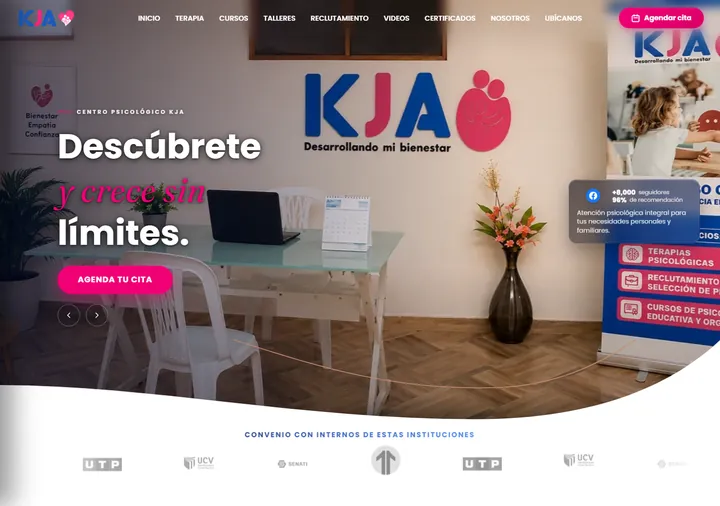 KJA
INICIO TERAPIA CURSOS TALLERES RECLUTAMIENTO VIDEOS CERTIFICADOS NOSOTROS UBÍCANOS
Agendar cita
KJA
Desarrollando mi bienestar
Bienestar
Empatía
Confianza
CENTRO PSICOLÓGICO KJA
Descúbrete
y crece sin
límites.
AGENDA TU CITA
KJA
Desarrollando mi bienestar
+8,000 seguidores
96% de recomendación
Atención psicológica integral para
tus necesidades personales y
familiares.
TERAPIAS
PSICOLÓGICAS
RECLUTAMIENTO
SELECCIÓN DE
CURSOS DE
EDUCATIVA Y
CONVENIO CON INTERNOS DE ESTAS INSTITUCIONES
UTP
UCV
SENATI
UTP
UCV
SENATI